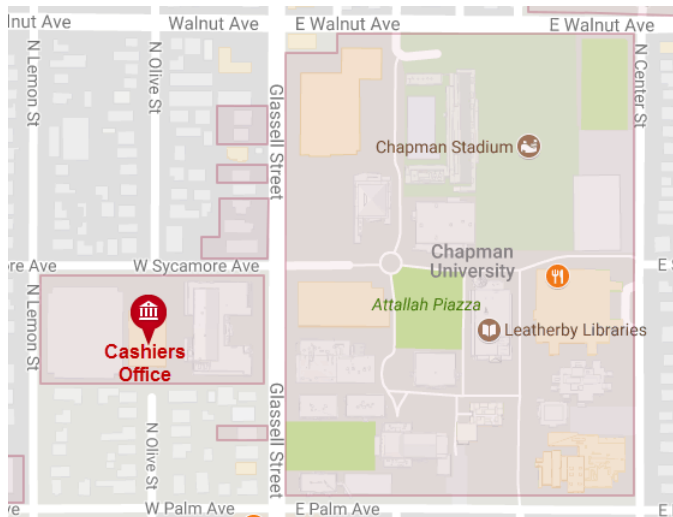 lnut Ave
Walnut Ave
E Walnut Ave
E Walnut Ave
N Lemon St
N Olive St
Glassell Street
N Center St
Chapman Stadium
Chapman
University
ore Ave
W Sycamore Ave
E S
Attallah Piazza
Leatherby Libraries
N Lemon St
Cashiers
Office
N Olive St
Glassell Street
ve
W Palm Ave
E Palm Ave
E P